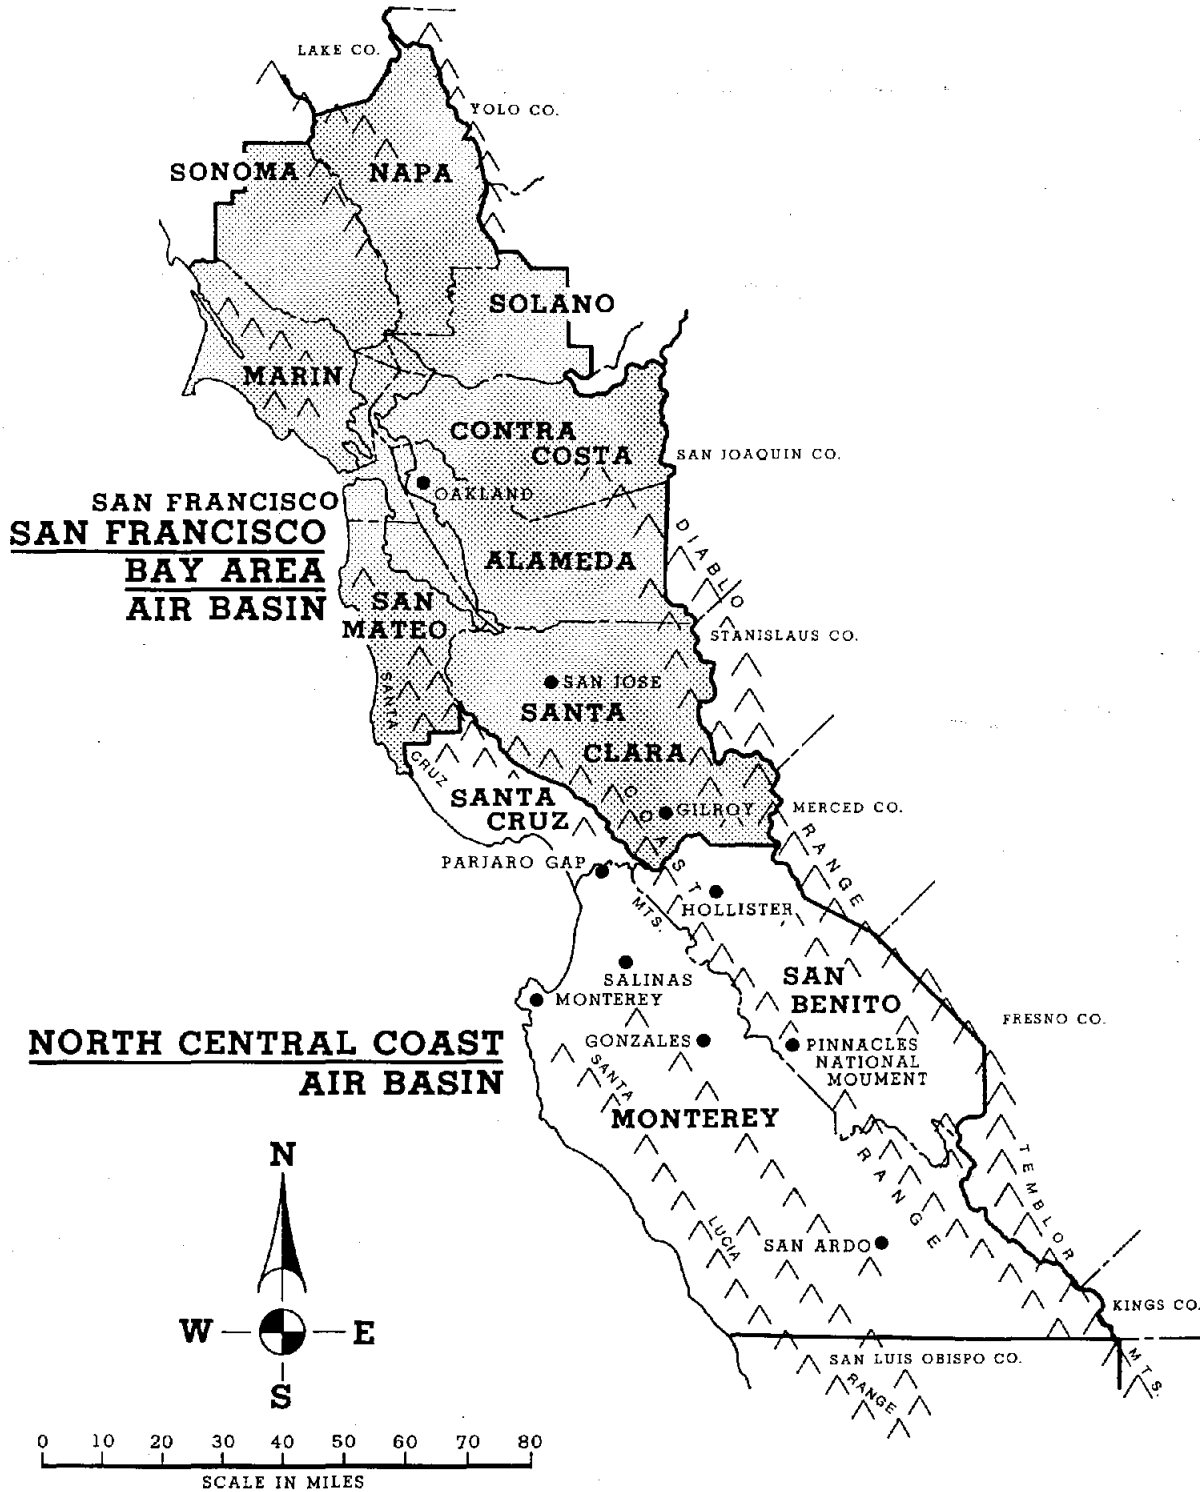 LAKE CO.
YOLO CO.
SONOMA
NAPA
SOLANO
MARIN
CONTRA
COSTA
SAN JOAQUIN CO.
OAKLAND
SAN FRANCISCO
SAN FRANCISCO
BAY AREA
AIR BASIN
DIABLO
ALAMEDA
SAN
MATEO
STANISLAUS CO.
SAN JOSE
SANTA
SANTA
CLARA
CRUZ
SANTA
CRUZ
COAST
GILROY
MERCED CO.
RANGE
PARJARO GAP
MTS.
HOLLISTER
SALINAS
SAN
BENITO
MONTEREY
FRESNO CO.
NORTH CENTRAL COAST
AIR BASIN
GONZALES
PINNACLES
NATIONAL
MOUMENT
SANTA
MONTEREY
RANGE
TEMBLOR
N
LUCIA
SAN ARDO
W
E
S
KINGS CO.
SAN LUIS OBISPO CO.
RANGE
MTS.
0 10 20 30 40 50 60 70 80
SCALE IN MILES